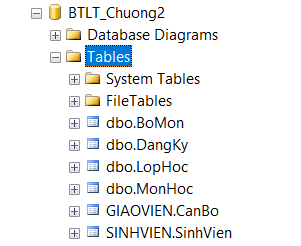 BTLT_Chuong2
Database Diagrams
Tables
System Tables
FileTables
dbo.BoMon
dbo.DangKy
dbo.LopHoc
dbo.MonHoc
GIAOVIEN.CanBo
SINHVIEN.SinhVien